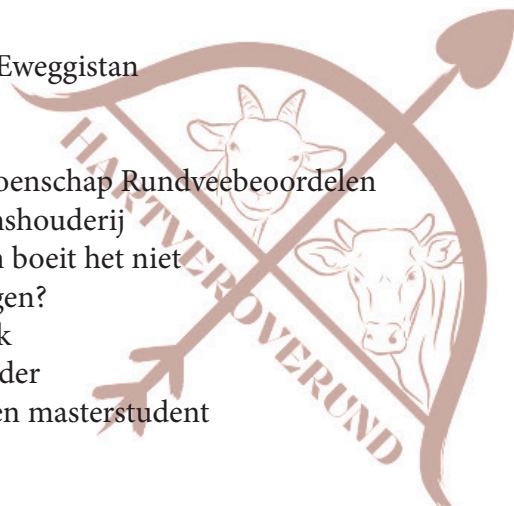 Eweggistan
oenschap Rundveebeoordelen
nshouderij
n boeit het niet
gen?
k
der
en masterstudent
HARTVEROVERUND